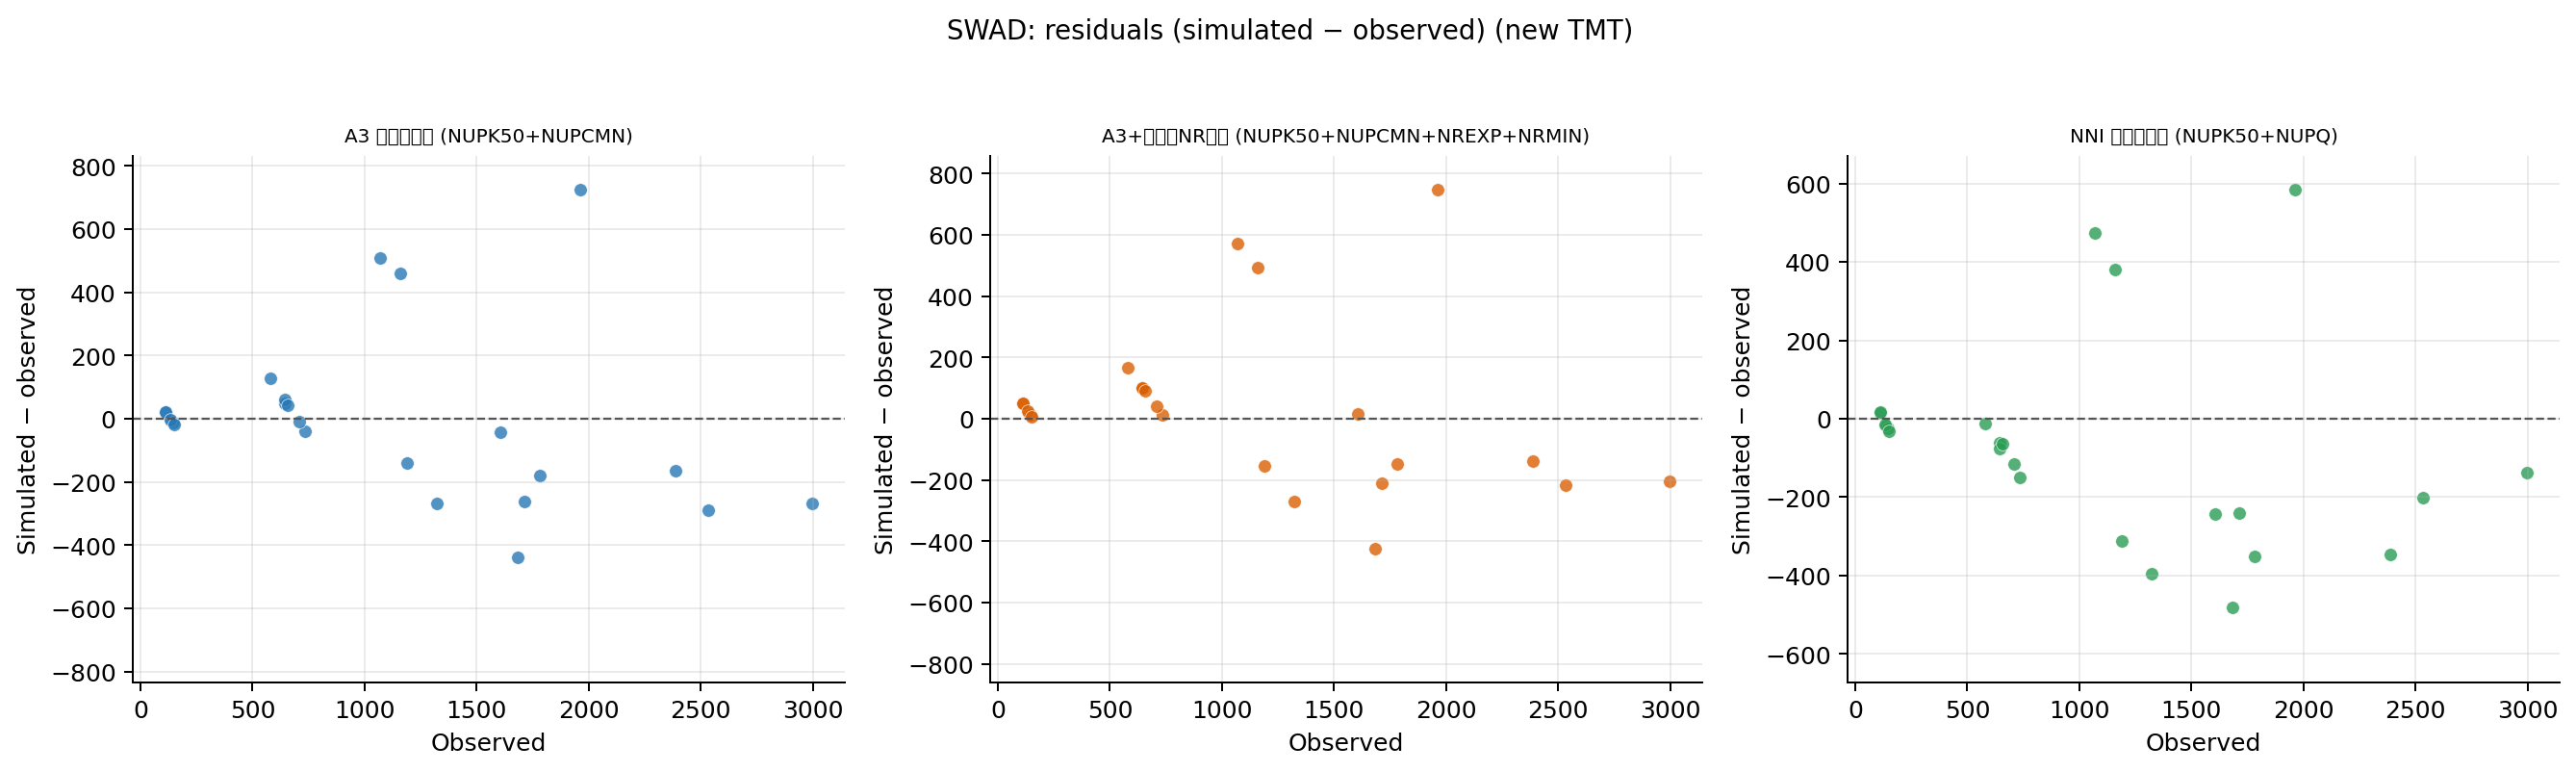 SWAD: residuals (simulated − observed) (new TMT)
A3 (NUPK50+NUPCMN)
800
600
400
200
0
−200
−400
−600
−800
0 500 1000 1500 2000 2500 3000
Simulated − observed
Observed
A3+ NR (NUPK50+NUPCMN+NREXP+NRMIN)
800
600
400
200
0
−200
−400
−600
−800
0 500 1000 1500 2000 2500 3000
Simulated − observed
Observed
NNI (NUPK50+NUPQ)
600
400
200
0
−200
−400
−600
0 500 1000 1500 2000 2500 3000
Simulated − observed
Observed